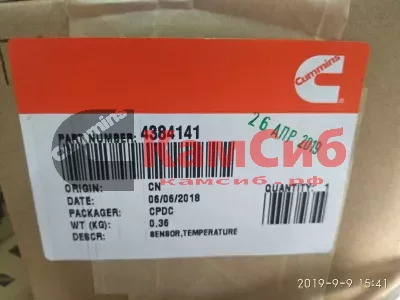 Cummins
26 АПР 2019
PART NUMBER: 4384141
Cummins
КамСиб
камсиб.рф
ORIGIN: CN
QUANTITY: 1
DATE: 06/06/2018
PACKAGER: CPDC
WT (KG): 0.36
DESCR: SENSOR,TEMPERATURE
2019-9-9 15:41